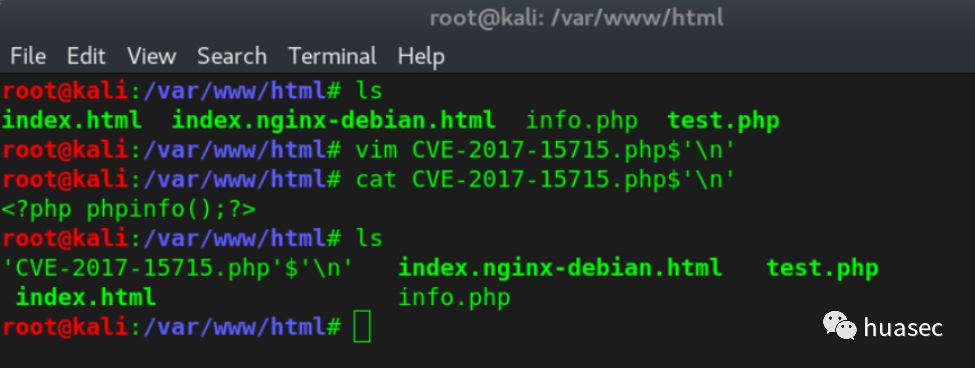 root@kali: /var/www/html
File Edit View Search Terminal Help
root@kali:/var/www/html# ls
index.html index.nginx-debian.html info.php test.php
root@kali:/var/www/html# vim CVE-2017-15715.php$'\n'
root@kali:/var/www/html# cat CVE-2017-15715.php$'\n'
<?php phpinfo();?>
root@kali:/var/www/html# ls
'CVE-2017-15715.php'$'\n' index.nginx-debian.html test.php
index.html info.php
root@kali:/var/www/html#
huasec